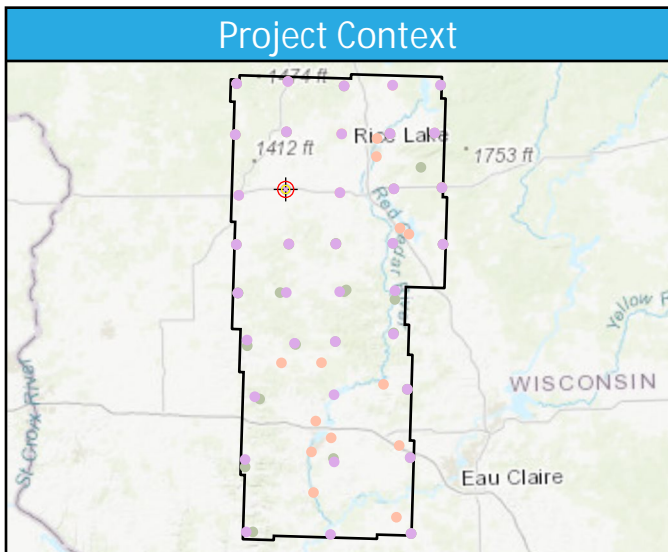 Project Context
1474 ft
Rice Lake
1412 ft
1753 ft
Red Cedar River
Yellow R
WISCONSIN
St Croix River
Eau Claire